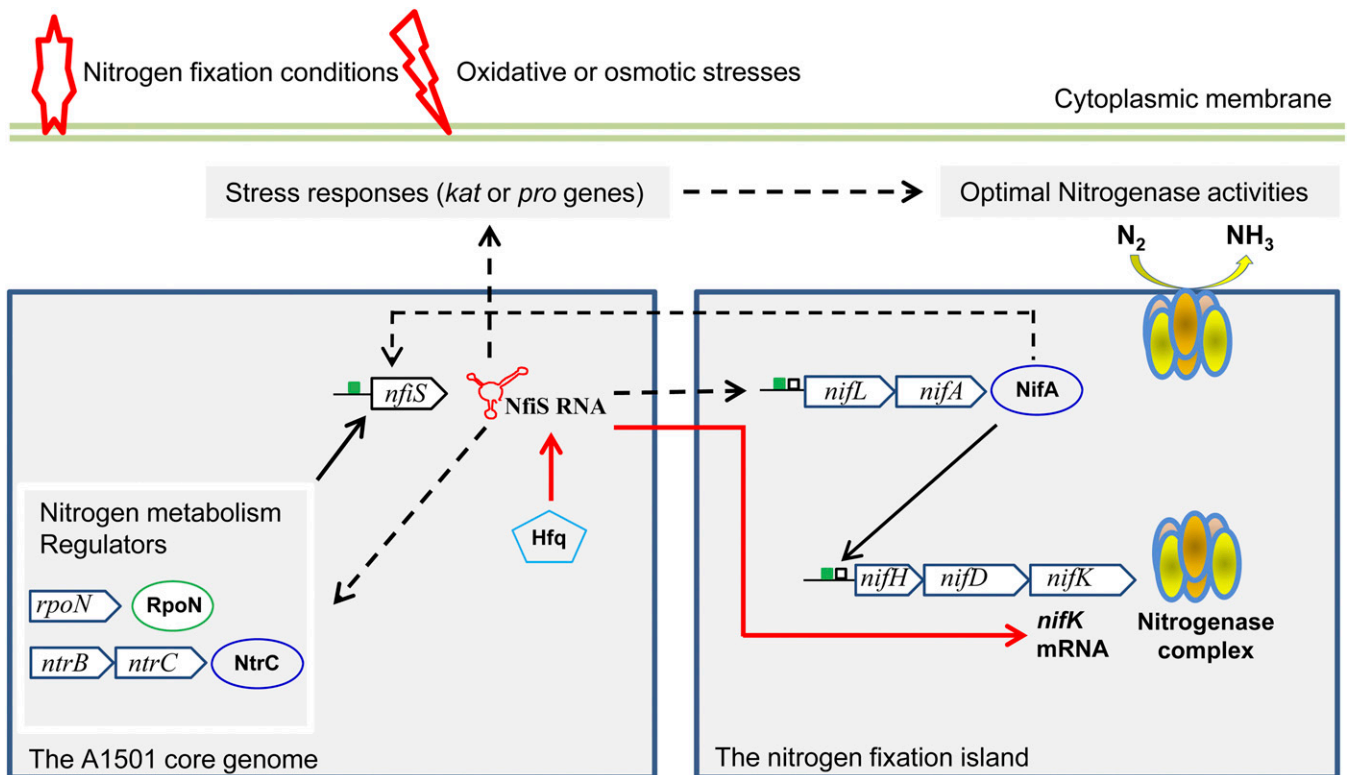 Nitrogen fixation conditions
Oxidative or osmotic stresses
Cytoplasmic membrane
Stress responses (kat or pro genes)
Optimal Nitrogenase activities
N₂
NH₃
nfiS
NfiS RNA
nifL
nifA
NifA
Nitrogen metabolism
Regulators
Hfq
rpoN
RpoN
ntrB
ntrC
NtrC
nifH
nifD
nifK
nifK
mRNA
Nitrogenase
complex
The A1501 core genome
The nitrogen fixation island